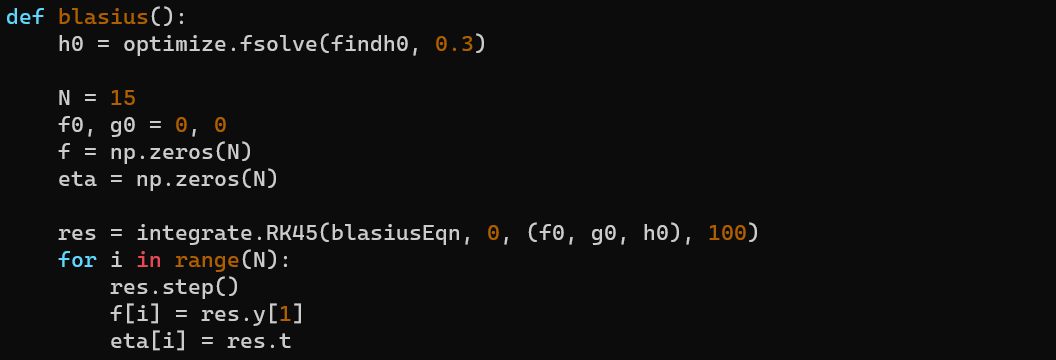 def blasius():
    h0 = optimize.fsolve(findh0, 0.3)

    N = 15
    f0, g0 = 0, 0
    f = np.zeros(N)
    eta = np.zeros(N)

    res = integrate.RK45(blasiusEqn, 0, (f0, g0, h0), 100)
    for i in range(N):
        res.step()
        f[i] = res.y[1]
        eta[i] = res.t